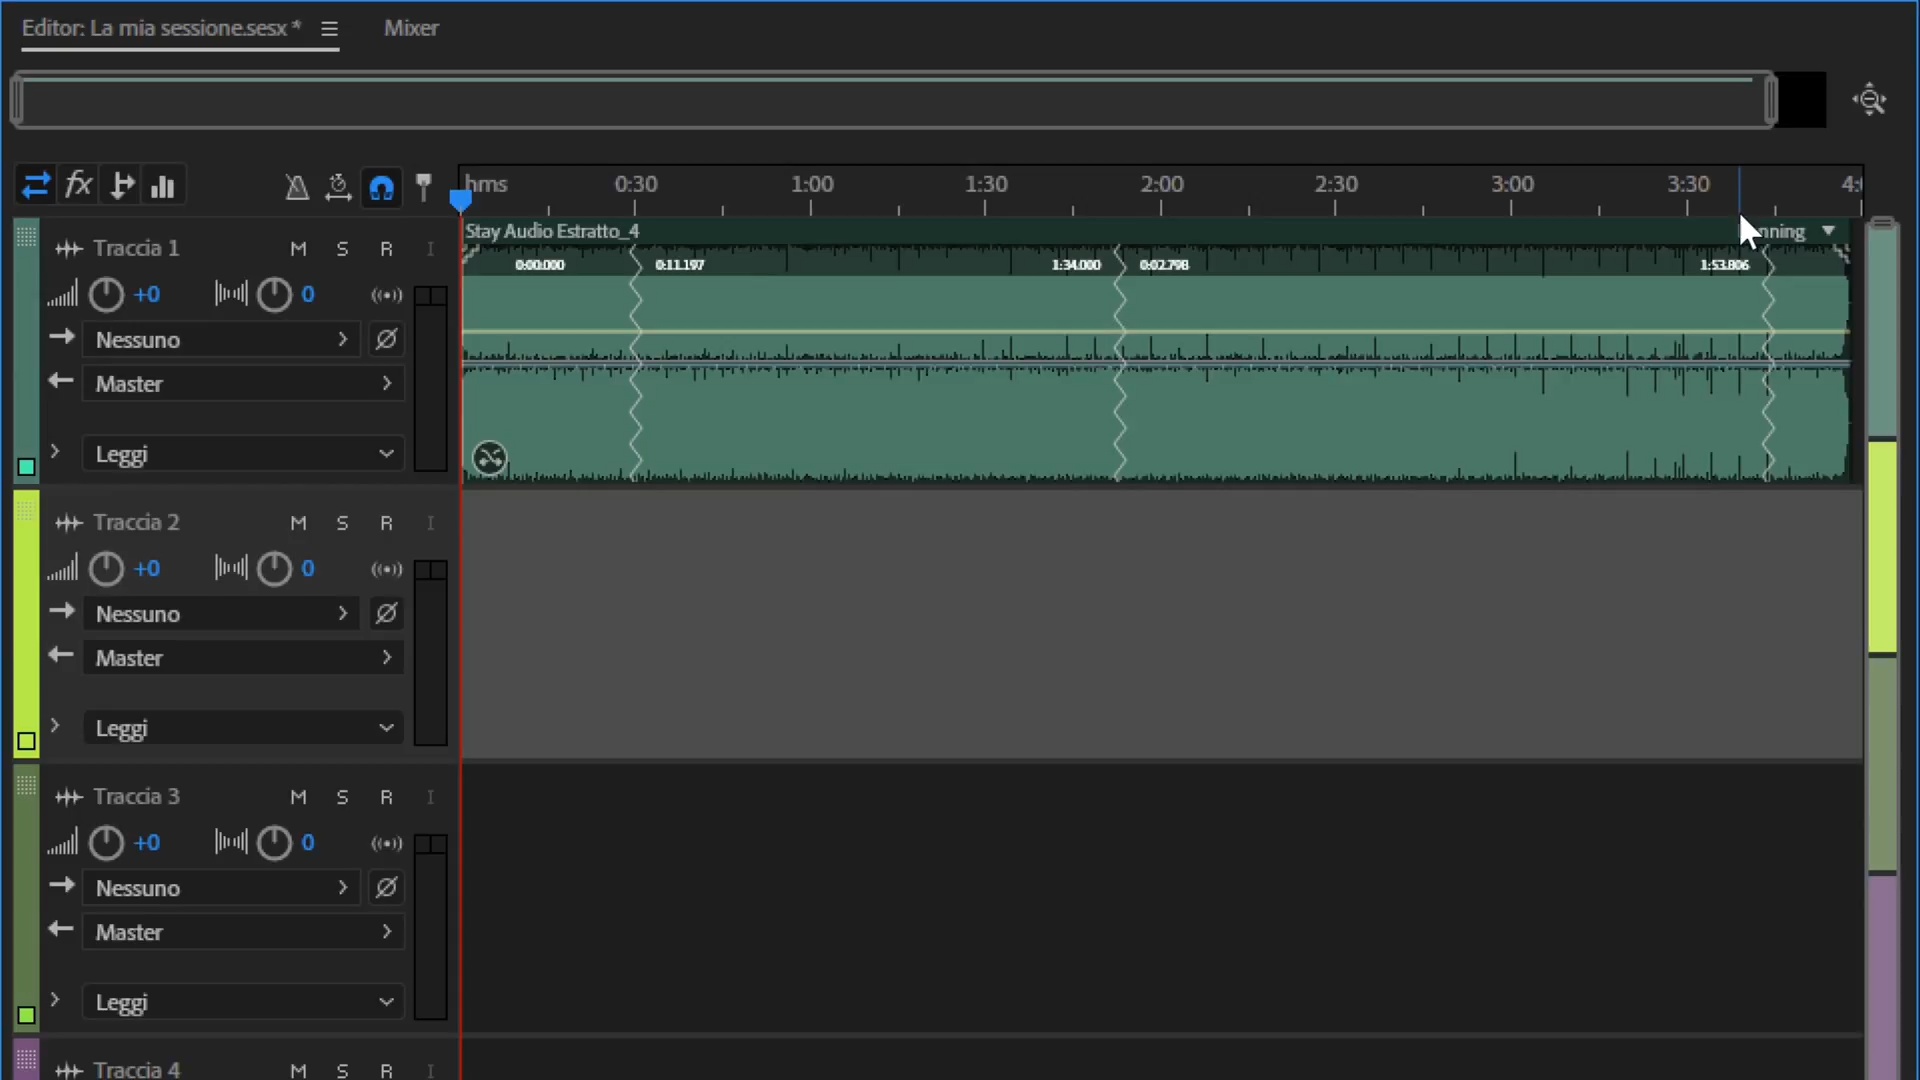 Editor: La mia sessione.sesx *
Mixer
fx
hms 0:30 1:00 1:30 2:00 2:30 3:00 3:30
Stay Audio Estratto_4
0:00.000 0:11.197 1:34.000 0:02.798 1:53.806
Traccia 1 M S R I
+0 0
Nessuno
Master
Leggi
Traccia 2 M S R I
+0 0
Nessuno
Master
Leggi
Traccia 3 M S R I
+0 0
Nessuno
Master
Leggi
Traccia 4 M S R I